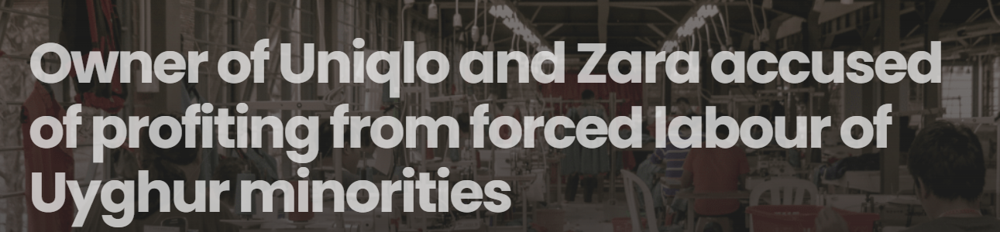 Owner of Uniqlo and Zara accused
of profiting from forced labour of
Uyghur minorities